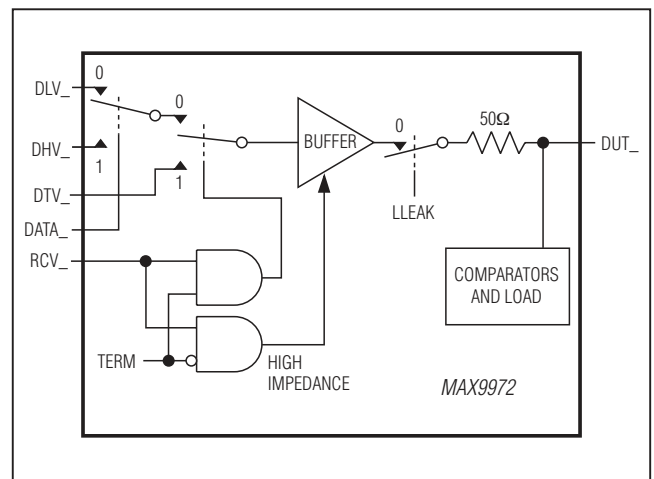 DLV_
0
0
DHV_
1
DTV_
1
DATA_
RCV_
BUFFER
0
LLEAK
50Ω
DUT_
COMPARATORS
AND LOAD
TERM
HIGH
IMPEDANCE
MAX9972